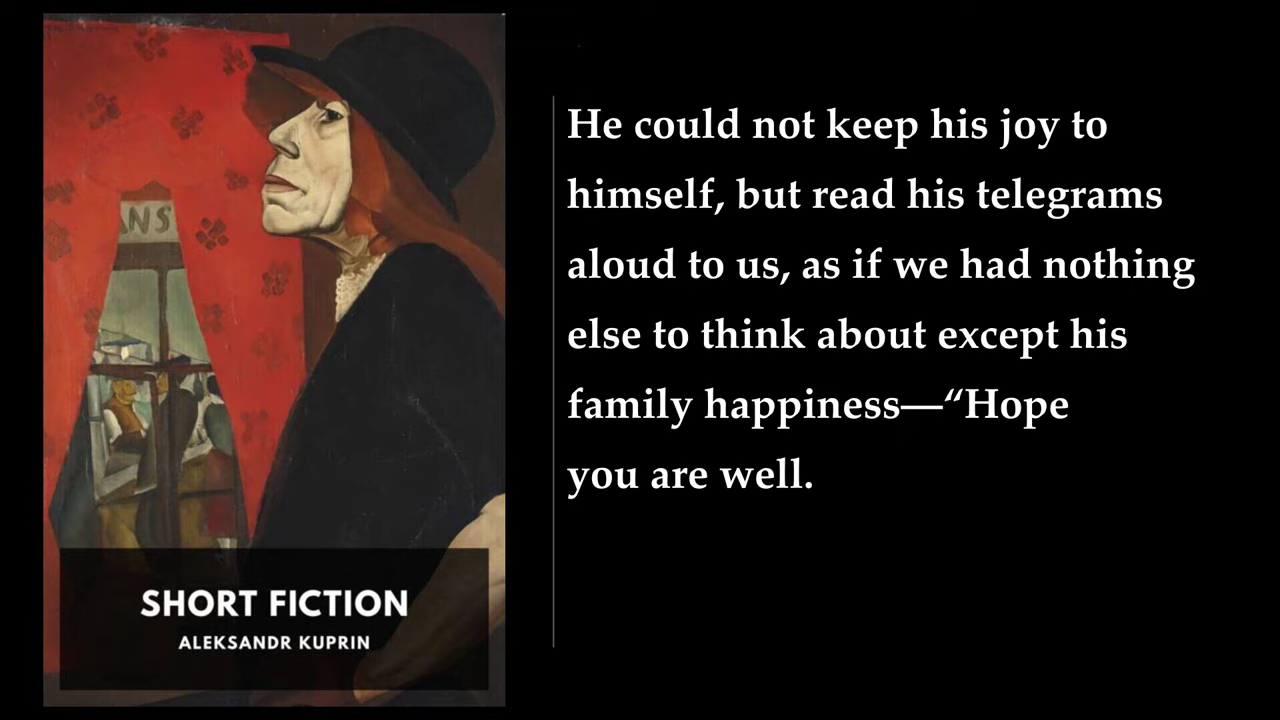 ANS
SHORT FICTION
ALEKSANDR KUPRIN
He could not keep his joy to
himself, but read his telegrams
aloud to us, as if we had nothing
else to think about except his
family happiness—“Hope
you are well.